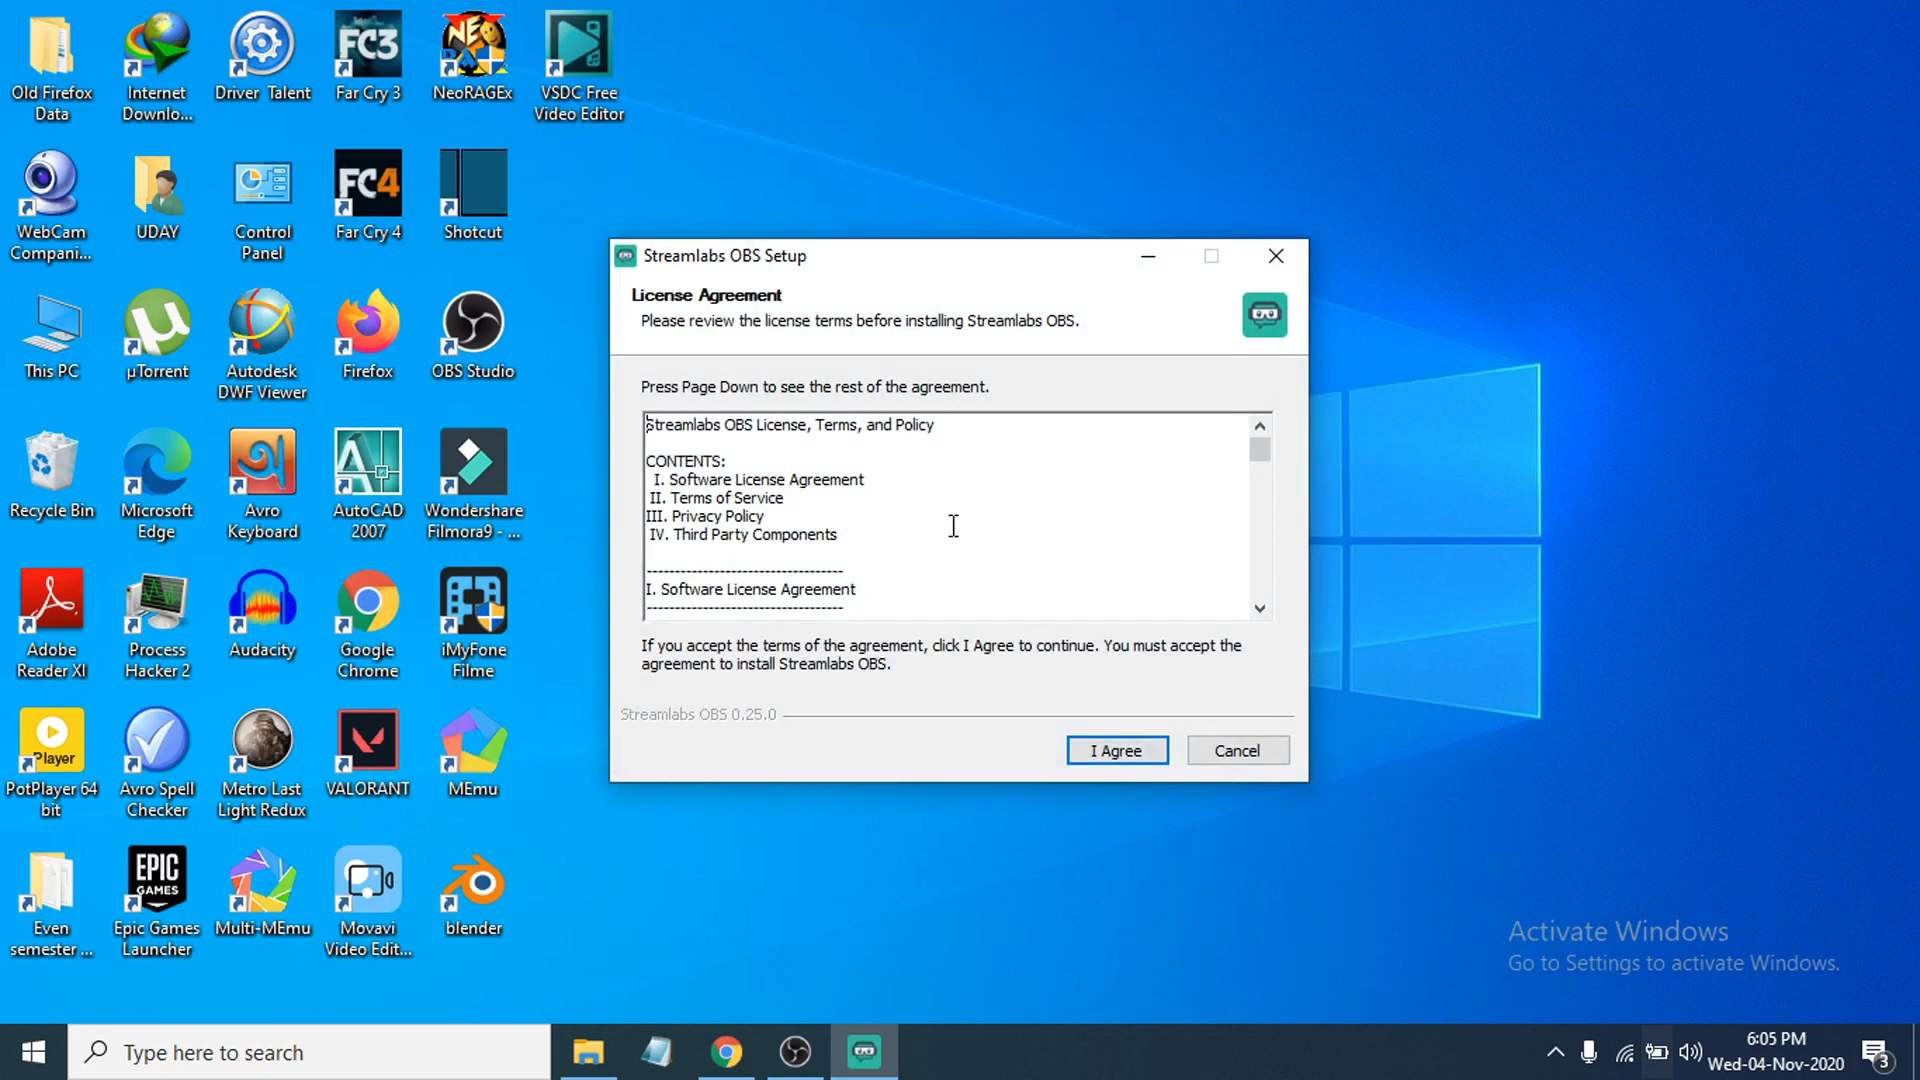 Old Firefox
Data
Internet
Downlo...
Driver Talent
FC3
Far Cry 3
NEO
NeoRAGEx
VSDC Free
Video Editor
WebCam
Compani...
UDAY
Control
Panel
FC4
Far Cry 4
Shotcut
This PC
µTorrent
Autodesk
DWF Viewer
Firefox
OBS Studio
Recycle Bin
Microsoft
Edge
Avro
Keyboard
AutoCAD
2007
Wondershare
Filmora9 - ...
Adobe
Reader XI
Process
Hacker 2
Audacity
Google
Chrome
iMyFone
Filme
Player
PotPlayer 64
bit
Avro Spell
Checker
Metro Last
Light Redux
VALORANT
MEmu
Even
semester ...
EPIC
GAMES
Epic Games
Launcher
Multi-MEmu
Movavi
Video Edit...
blender
Streamlabs OBS Setup
License Agreement
Please review the license terms before installing Streamlabs OBS.
Press Page Down to see the rest of the agreement.
Streamlabs OBS License, Terms, and Policy
CONTENTS:
I. Software License Agreement
II. Terms of Service
III. Privacy Policy
IV. Third Party Components
-----------------------------------
I. Software License Agreement
-----------------------------------
If you accept the terms of the agreement, click I Agree to continue. You must accept the
agreement to install Streamlabs OBS.
Streamlabs OBS 0.25.0
I Agree
Cancel
Activate Windows
Go to Settings to activate Windows.
Type here to search
6:05 PM
Wed-04-Nov-2020
3